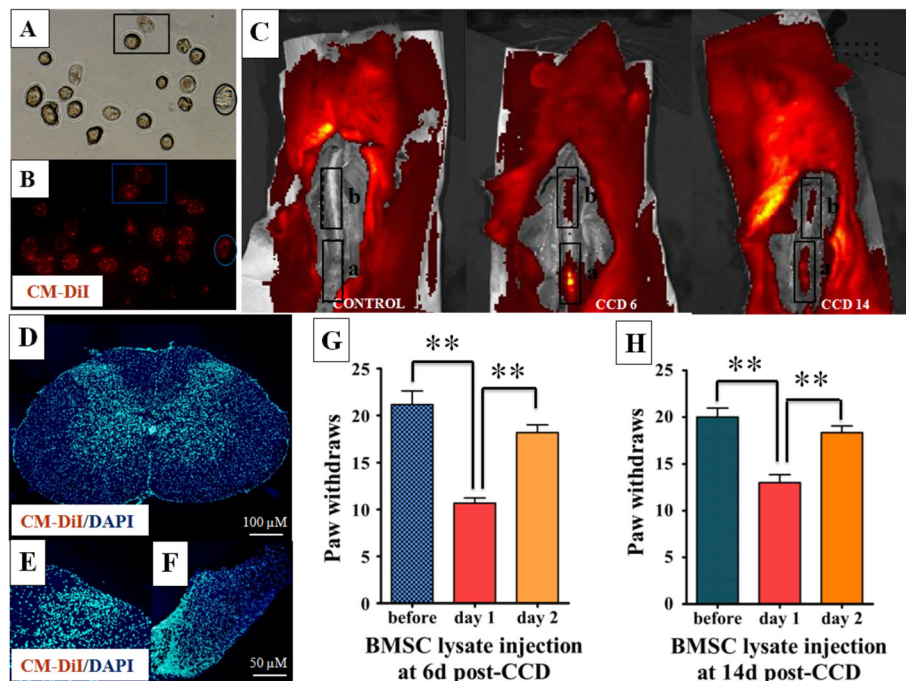 A
B
CM-DiI
C
b
a
CONTROL
b
a
CCD 6
b
a
CCD 14
D
CM-DiI/DAPI
100 µM
E
F
CM-DiI/DAPI
50 µM
G
Paw withdraws
25
20
15
10
5
0
**
**
before day 1 day 2
BMSC lysate injection
at 6d post-CCD
H
Paw withdraws
25
20
15
10
5
0
**
**
before day 1 day 2
BMSC lysate injection
at 14d post-CCD